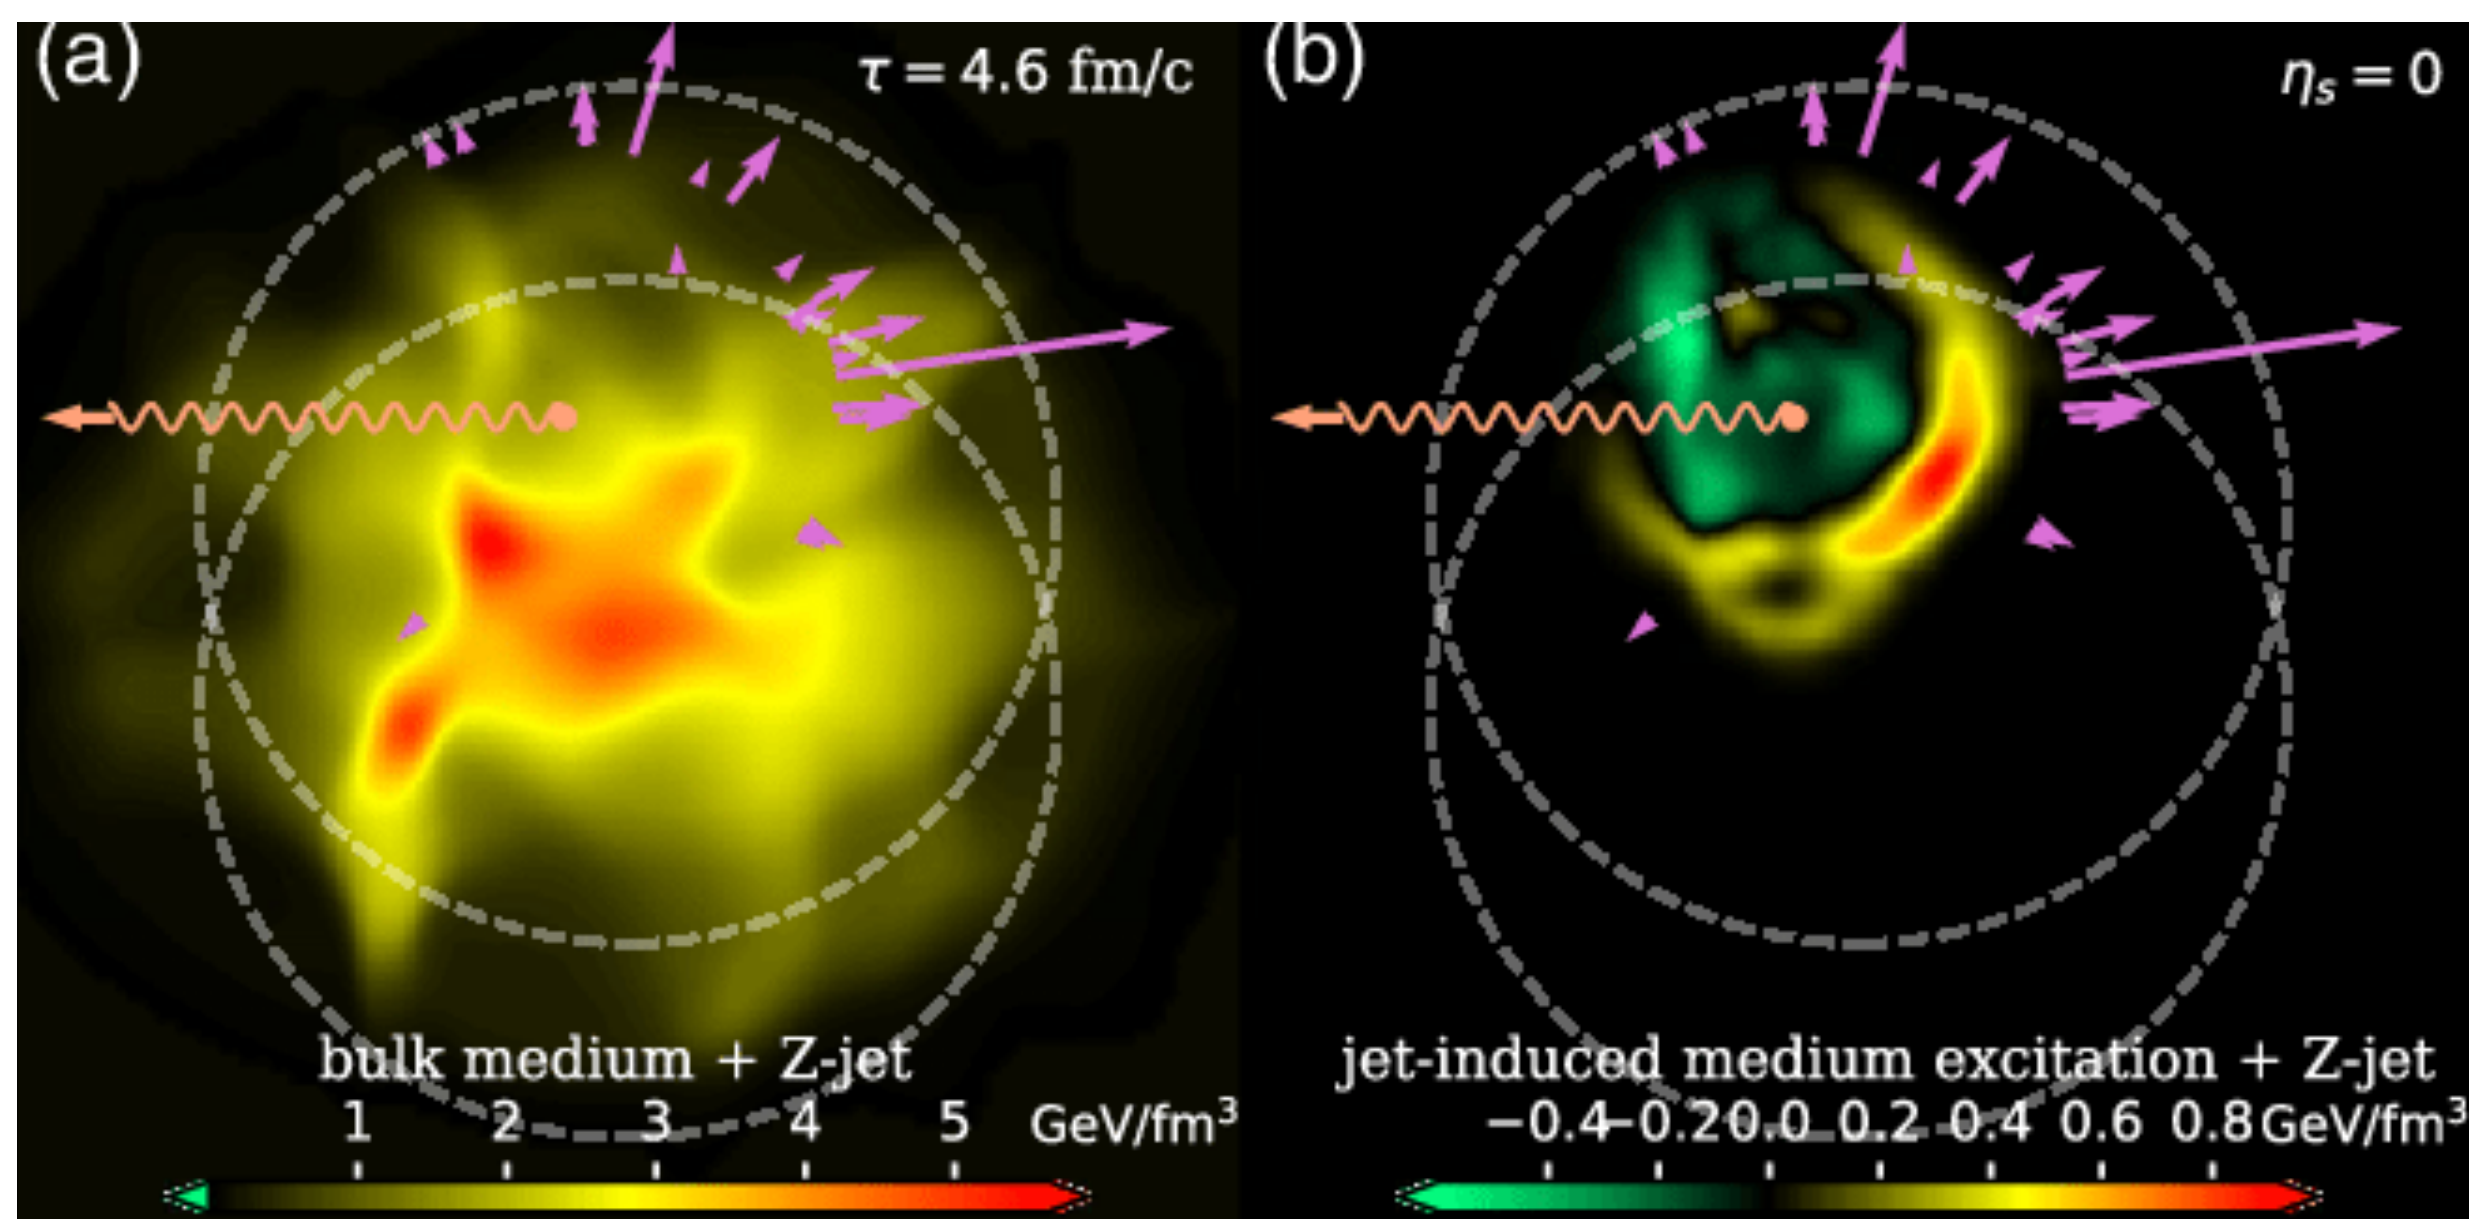 (a)
τ = 4.6 fm/c
bulk medium + Z-jet
1 2 3 4 5 GeV/fm³
(b)
ηₛ = 0
jet-induced medium excitation + Z-jet
−0.4 −0.2 0.0 0.2 0.4 0.6 0.8 GeV/fm³